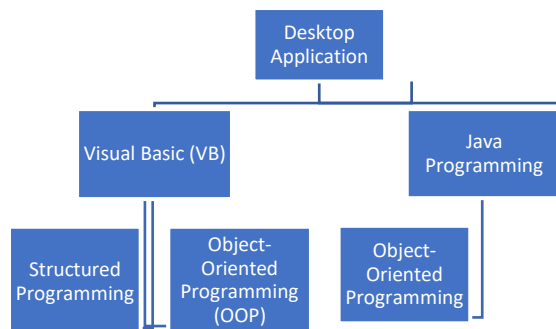 Desktop
Application
Visual Basic (VB)
Java
Programming
Structured
Programming
Object-
Oriented
Programming
(OOP)
Object-
Oriented
Programming